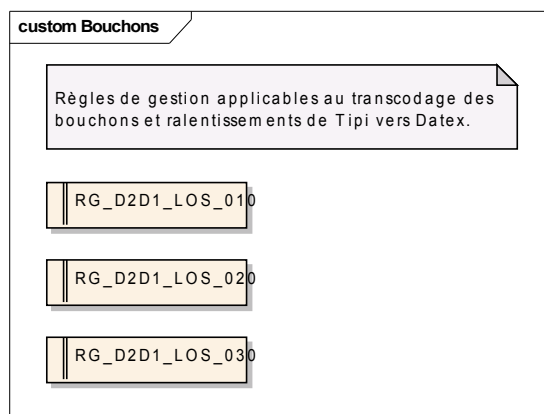 custom Bouchons
Règles de gestion applicables au transcodage des
bouchons et ralentissements de Tipi vers Datex.
RG_D2D1_LOS_010
RG_D2D1_LOS_020
RG_D2D1_LOS_030